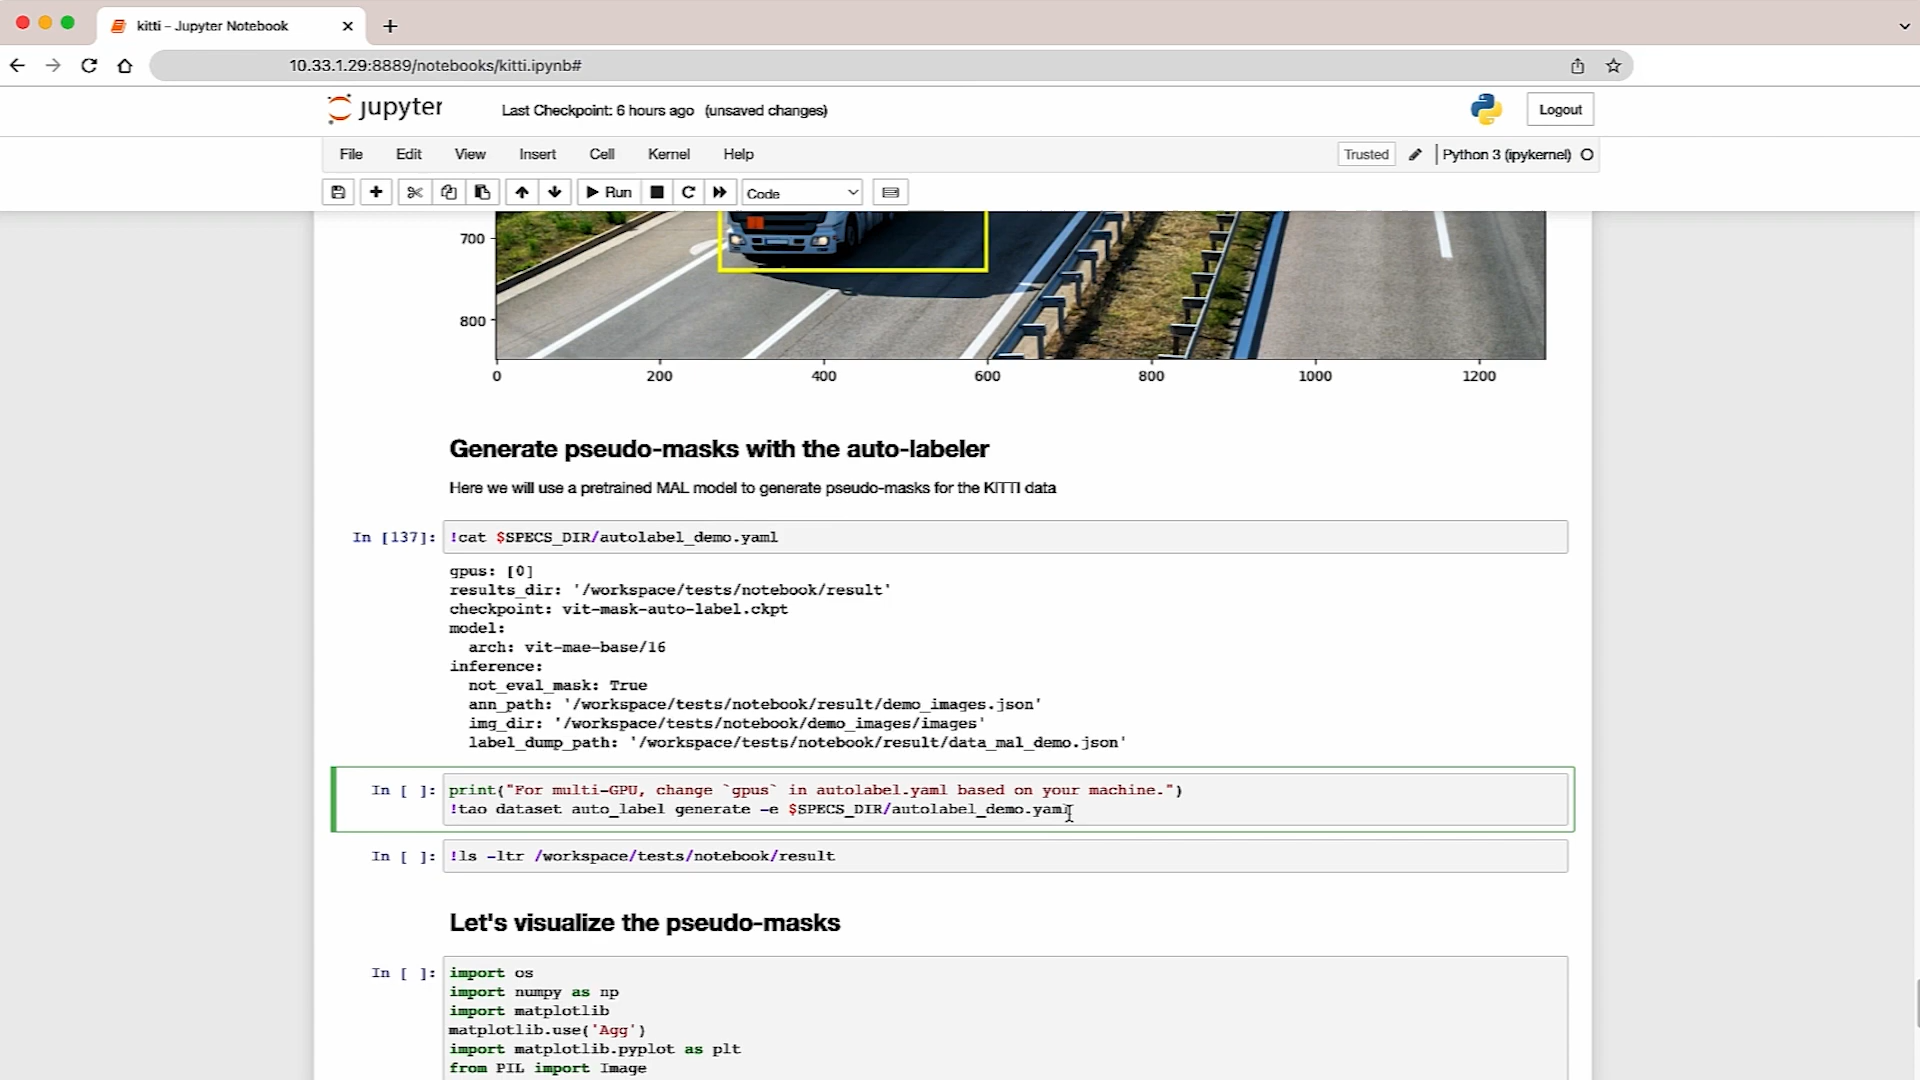 kitti - Jupyter Notebook
10.33.1.29:8889/notebooks/kitti.ipynb#
jupyter Last Checkpoint: 6 hours ago (unsaved changes) Logout
File Edit View Insert Cell Kernel Help Trusted Python 3 (ipykernel)
Run Code
700
800
0 200 400 600 800 1000 1200
Generate pseudo-masks with the auto-labeler
Here we will use a pretrained MAL model to generate pseudo-masks for the KITTI data
In [137]: !cat $SPECS_DIR/autolabel_demo.yaml
gpus: [0]
results_dir: '/workspace/tests/notebook/result'
checkpoint: vit-mask-auto-label.ckpt
model:
  arch: vit-mae-base/16
inference:
  not_eval_mask: True
  ann_path: '/workspace/tests/notebook/result/demo_images.json'
  img_dir: '/workspace/tests/notebook/demo_images/images'
  label_dump_path: '/workspace/tests/notebook/result/data_mal_demo.json'
In [ ]: print("For multi-GPU, change `gpus` in autolabel.yaml based on your machine.")
!tao dataset auto_label generate -e $SPECS_DIR/autolabel_demo.yaml
In [ ]: !ls -ltr /workspace/tests/notebook/result
Let's visualize the pseudo-masks
In [ ]: import os
import numpy as np
import matplotlib
matplotlib.use('Agg')
import matplotlib.pyplot as plt
from PIL import Image